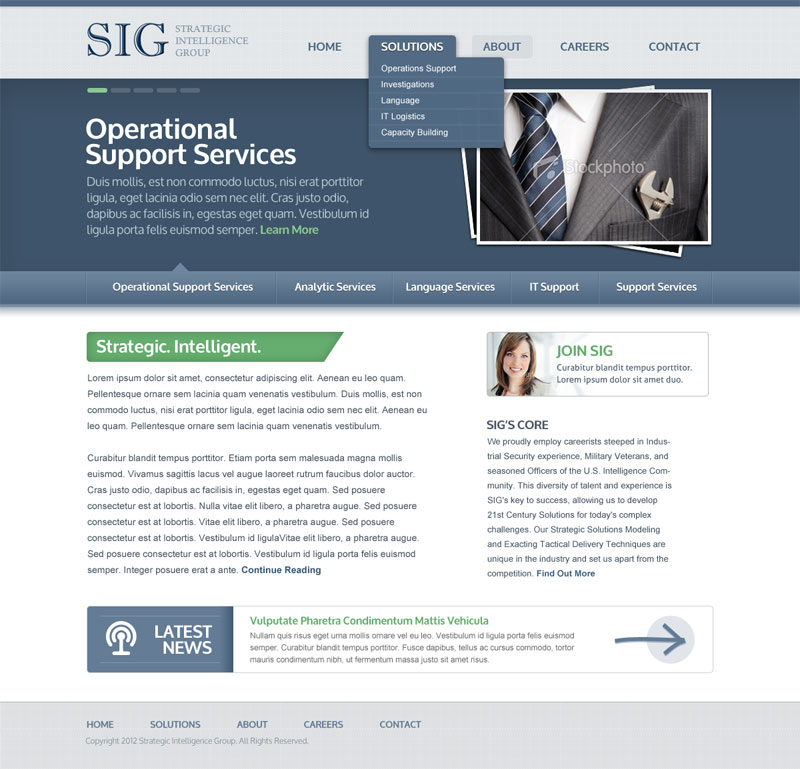 SIG
STRATEGIC
INTELLIGENCE
GROUP
HOME
SOLUTIONS
ABOUT
CAREERS
CONTACT
Operations Support
Investigations
Language
IT Logistics
Capacity Building
Operational
Support Services
Duis mollis, est non commodo luctus, nisi erat porttitor
ligula, eget lacinia odio sem nec elit. Cras justo odio,
dapibus ac facilisis in, egestas eget quam. Vestibulum id
ligula porta felis euismod semper. Learn More
iStockphoto
Operational Support Services
Analytic Services
Language Services
IT Support
Support Services
Strategic. Intelligent.
Lorem ipsum dolor sit amet, consectetur adipiscing elit. Aenean eu leo quam.
Pellentesque ornare sem lacinia quam venenatis vestibulum. Duis mollis, est non
commodo luctus, nisi erat porttitor ligula, eget lacinia odio sem nec elit. Aenean eu
leo quam. Pellentesque ornare sem lacinia quam venenatis vestibulum.
Curabitur blandit tempus porttitor. Etiam porta sem malesuada magna mollis
euismod. Vivamus sagittis lacus vel augue laoreet rutrum faucibus dolor auctor.
Cras justo odio, dapibus ac facilisis in, egestas eget quam. Sed posuere
consectetur est at lobortis. Nulla vitae elit libero, a pharetra augue. Sed posuere
consectetur est at lobortis. Vitae elit libero, a pharetra augue. Sed posuere
consectetur est at lobortis. Vestibulum id ligulaVitae elit libero, a pharetra augue.
Sed posuere consectetur est at lobortis. Vestibulum id ligula porta felis euismod
semper. Integer posuere erat a ante. Continue Reading
JOIN SIG
Curabitur blandit tempus porttitor.
Lorem ipsum dolor sit amet duo.
SIG'S CORE
We proudly employ careerists steeped in Indus-
trial Security experience, Military Veterans, and
seasoned Officers of the U.S. Intelligence Com-
munity. This diversity of talent and experience is
SIG's key to success, allowing us to develop
21st Century Solutions for today's complex
challenges. Our Strategic Solutions Modeling
and Exacting Tactical Delivery Techniques are
unique in the industry and set us apart from the
competition. Find Out More
LATEST
NEWS
Vulputate Pharetra Condimentum Mattis Vehicula
Nullam quis risus eget urna mollis ornare vel eu leo. Vestibulum id ligula porta felis euismod
semper. Curabitur blandit tempus porttitor. Fusce dapibus, tellus ac cursus commodo, tortor
mauris condimentum nibh, ut fermentum massa justo sit amet risus.
HOME
SOLUTIONS
ABOUT
CAREERS
CONTACT
Copyright 2012 Strategic Intelligence Group. All Rights Reserved.